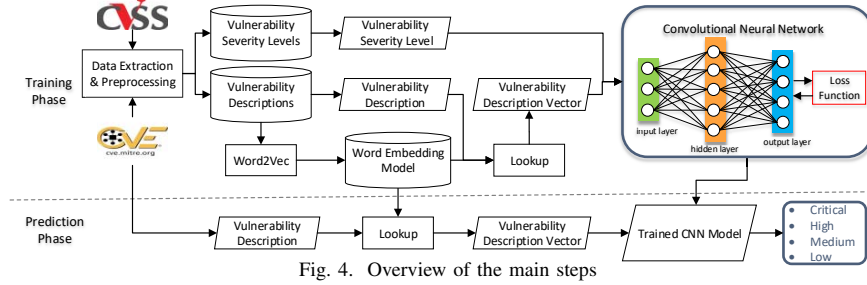 CVSS
Data Extraction
& Preprocessing
Vulnerability
Severity Levels
Vulnerability
Severity Level
Training
Phase
Vulnerability
Descriptions
Vulnerability
Description
Vulnerability
Description Vector
CVE
cve.mitre.org
Word2Vec
Word Embedding
Model
Lookup
Convolutional Neural Network
input layer
hidden layer
output layer
Loss
Function
Prediction
Phase
Vulnerability
Description
Lookup
Vulnerability
Description Vector
Trained CNN Model
• Critical
• High
• Medium
• Low
Fig. 4. Overview of the main steps